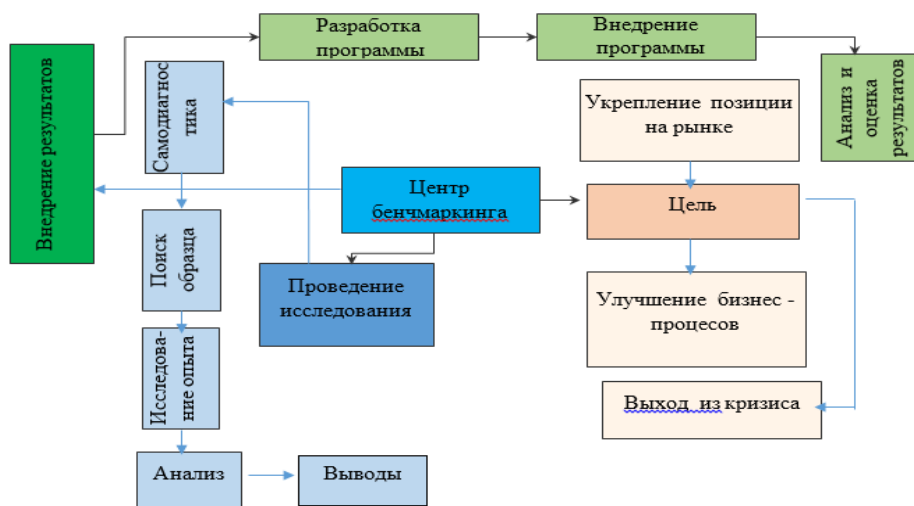 Разработка
программы
Внедрение
программы
Анализ и
оценка
результатов
Внедрение результатов
Самодиагнос
тика
Укрепление позиции
на рынке
Центр
бенчмаркинга
Цель
Поиск
образца
Проведение
исследования
Улучшение бизнес -
процесов
Исследова-
ние опыта
Выход из кризиса
Анализ
Выводы